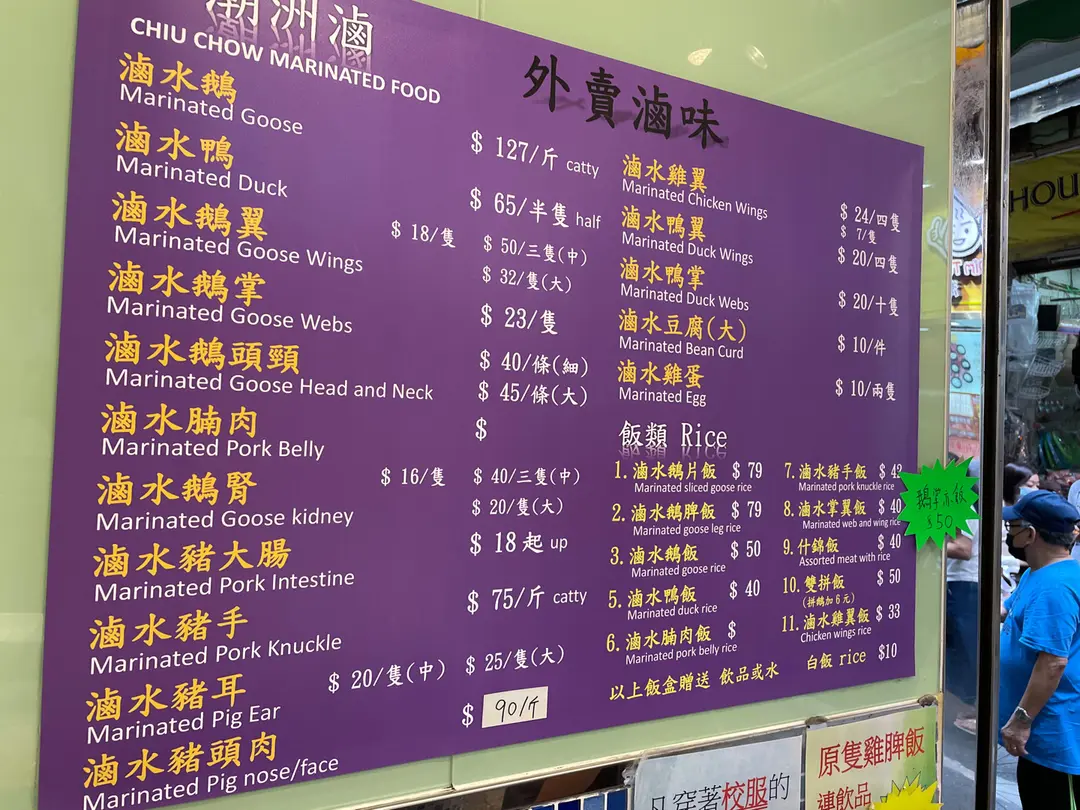 潮洲滷
CHIU CHOW MARINATED FOOD
滷水鵝
Marinated Goose
$ 127/斤 catty
滷水鴨
Marinated Duck
$ 65/半隻 half
滷水鵝翼
Marinated Goose Wings
$ 18/隻 $ 50/三隻(中)
$ 32/隻(大)
滷水鵝掌
Marinated Goose Webs
$ 23/隻
滷水鵝頭頸
Marinated Goose Head and Neck
$ 40/條(細)
$ 45/條(大)
滷水腩肉
Marinated Pork Belly
$
滷水鵝腎
Marinated Goose kidney
$ 16/隻 $ 40/三隻(中)
$ 20/隻(大)
滷水豬大腸
Marinated Pork Intestine
$ 18起 up
滷水豬手
Marinated Pork Knuckle
$ 75/斤 catty
滷水豬耳
Marinated Pig Ear
$ 20/隻(中) $ 25/隻(大)
滷水豬頭肉
Marinated Pig nose/face
$ 90/斤
外賣滷味
滷水雞翼
Marinated Chicken Wings
$ 24/四隻
$ 7/隻
滷水鴨翼
Marinated Duck Wings
$ 20/四隻
滷水鴨掌
Marinated Duck Webs
$ 20/十隻
滷水豆腐(大)
Marinated Bean Curd
$ 10/件
滷水雞蛋
Marinated Egg
$ 10/兩隻
飯類 Rice
1. 滷水鵝片飯 $ 79
Marinated sliced goose rice
2. 滷水鵝脾飯 $ 79
Marinated goose leg rice
3. 滷水鵝飯 $ 50
Marinated goose rice
5. 滷水鴨飯 $ 40
Marinated duck rice
6. 滷水腩肉飯 $
Marinated pork belly rice
7. 滷水豬手飯 $ 42
Marinated pork knuckle rice
8. 滷水掌翼飯 $ 40
Marinated web and wing rice
9. 什錦飯 $ 40
Assorted meat with rice
10. 雙拼飯 $ 50
(拼鵝加6元)
11. 滷水雞翼飯 $ 33
Chicken wings rice
白飯 rice $10
以上飯盒贈送 飲品或水
$50
凡穿著校服的
原隻雞脾飯
連飲品
HOU